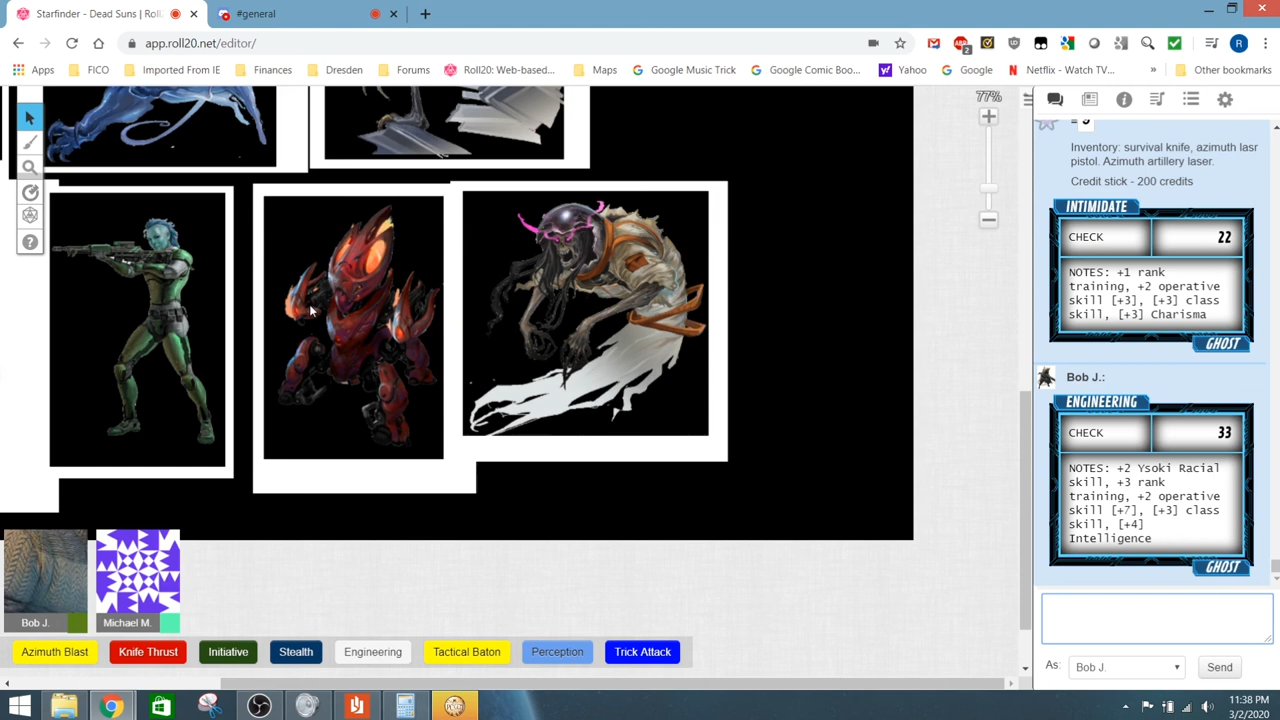 Starfinder - Dead Suns | Roll
#general
app.roll20.net/editor/
2
R
Apps
FICO
Imported From IE
Finances
Dresden
Forums
Roll20: Web-based...
Maps
Google Music Trick
Google Comic Boo...
Yahoo
Google
Netflix - Watch TV...
»
Other bookmarks
77%
Inventory: survival knife, azimuth lasr
pistol. Azimuth artillery laser.
Credit stick - 200 credits
INTIMIDATE
CHECK 22
NOTES: +1 rank
training, +2 operative
skill [+3], [+3] class
skill, [+3] Charisma
GHOST
Bob J.:
ENGINEERING
CHECK 33
NOTES: +2 Ysoki Racial
skill, +3 rank
training, +2 operative
skill [+7], [+3] class
skill, [+4]
Intelligence
GHOST
Bob J.
Michael M.
Azimuth Blast
Knife Thrust
Initiative
Stealth
Engineering
Tactical Baton
Perception
Trick Attack
As:
Bob J.
Send
11:38 PM
3/2/2020